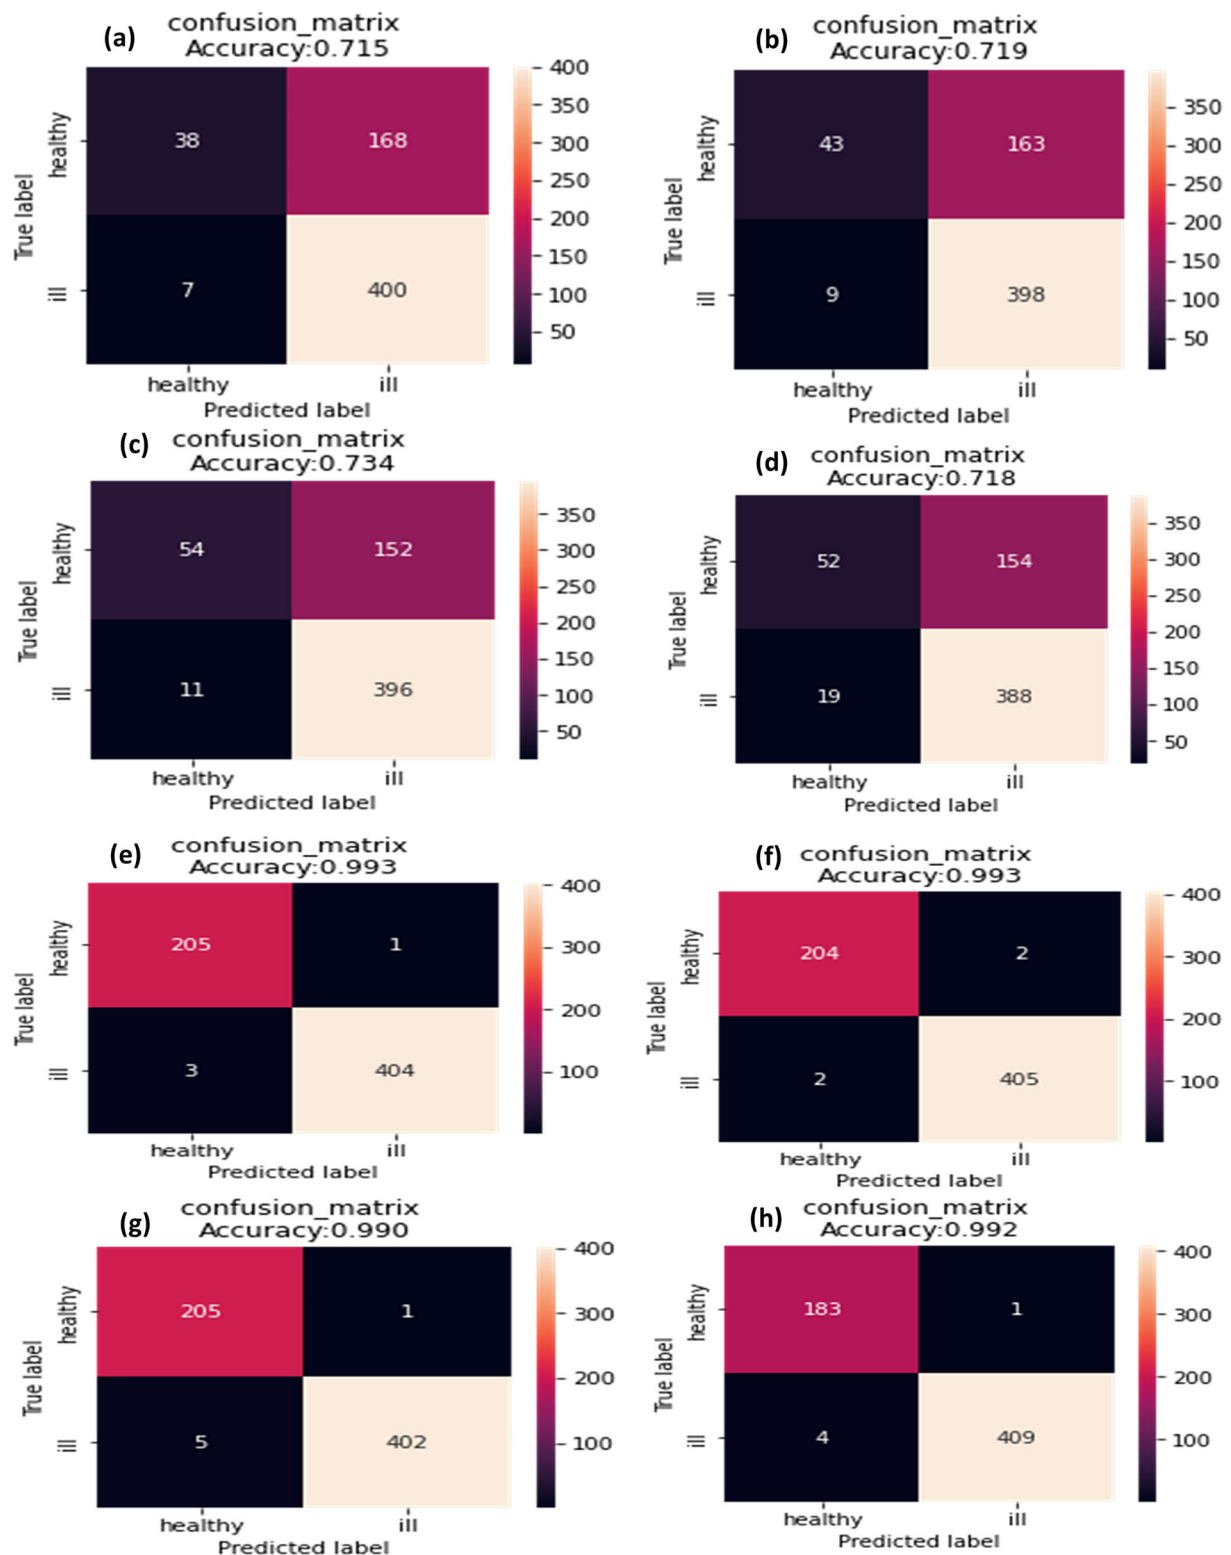 (a) confusion_matrix
Accuracy:0.715
healthy
ill
True label
38 168
7 400
healthy ill
Predicted label
400
350
300
250
200
150
100
50
(b) confusion_matrix
Accuracy:0.719
healthy
ill
True label
43 163
9 398
healthy ill
Predicted label
350
300
250
200
150
100
50
(c) confusion_matrix
Accuracy:0.734
healthy
ill
True label
54 152
11 396
healthy ill
Predicted label
350
300
250
200
150
100
50
(d) confusion_matrix
Accuracy:0.718
healthy
ill
True label
52 154
19 388
healthy ill
Predicted label
350
300
250
200
150
100
50
(e) confusion_matrix
Accuracy:0.993
healthy
ill
True label
205 1
3 404
healthy ill
Predicted label
400
300
200
100
(f) confusion_matrix
Accuracy:0.993
healthy
ill
True label
204 2
2 405
healthy ill
Predicted label
400
300
200
100
(g) confusion_matrix
Accuracy:0.990
healthy
ill
True label
205 1
5 402
healthy ill
Predicted label
400
300
200
100
(h) confusion_matrix
Accuracy:0.992
healthy
ill
True label
183 1
4 409
healthy ill
Predicted label
400
300
200
100